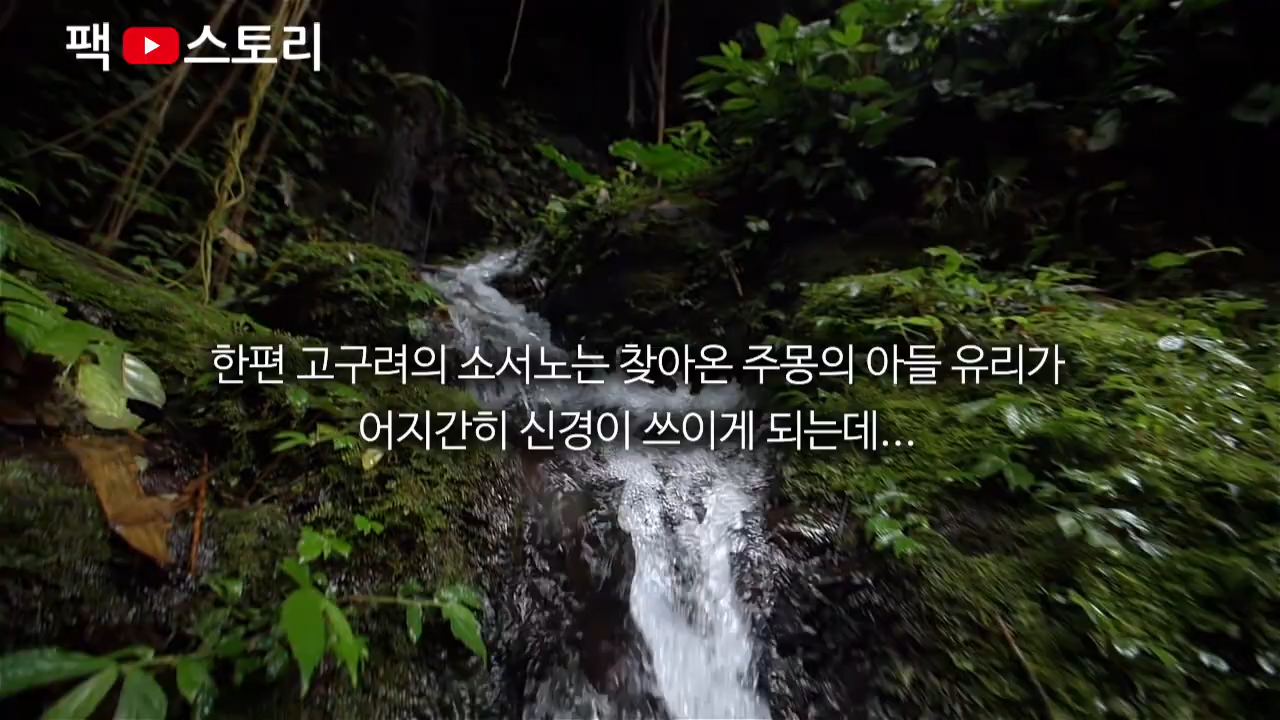 팩 스토리
한편 고구려의 소서노는 찾아온 주몽의 아들 유리가
어지간히 신경이 쓰이게 되는데...